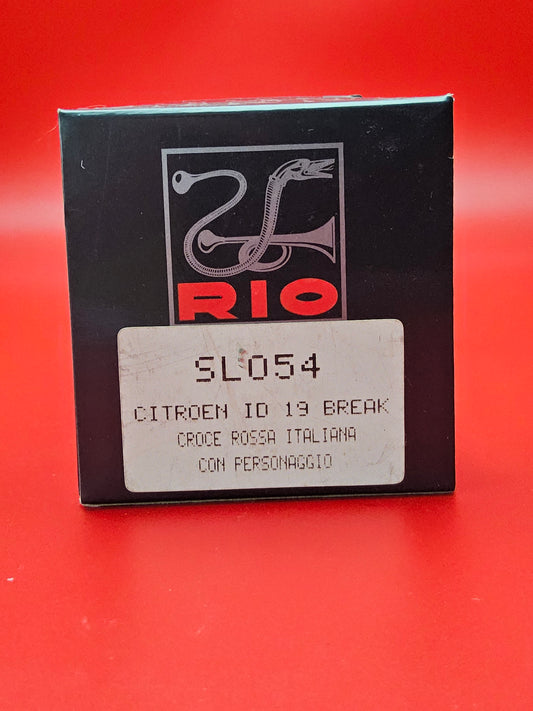 RIO
SL054
CITROEN ID 19 BREAK
CROCE ROSSA ITALIANA
CON PERSONAGGIO